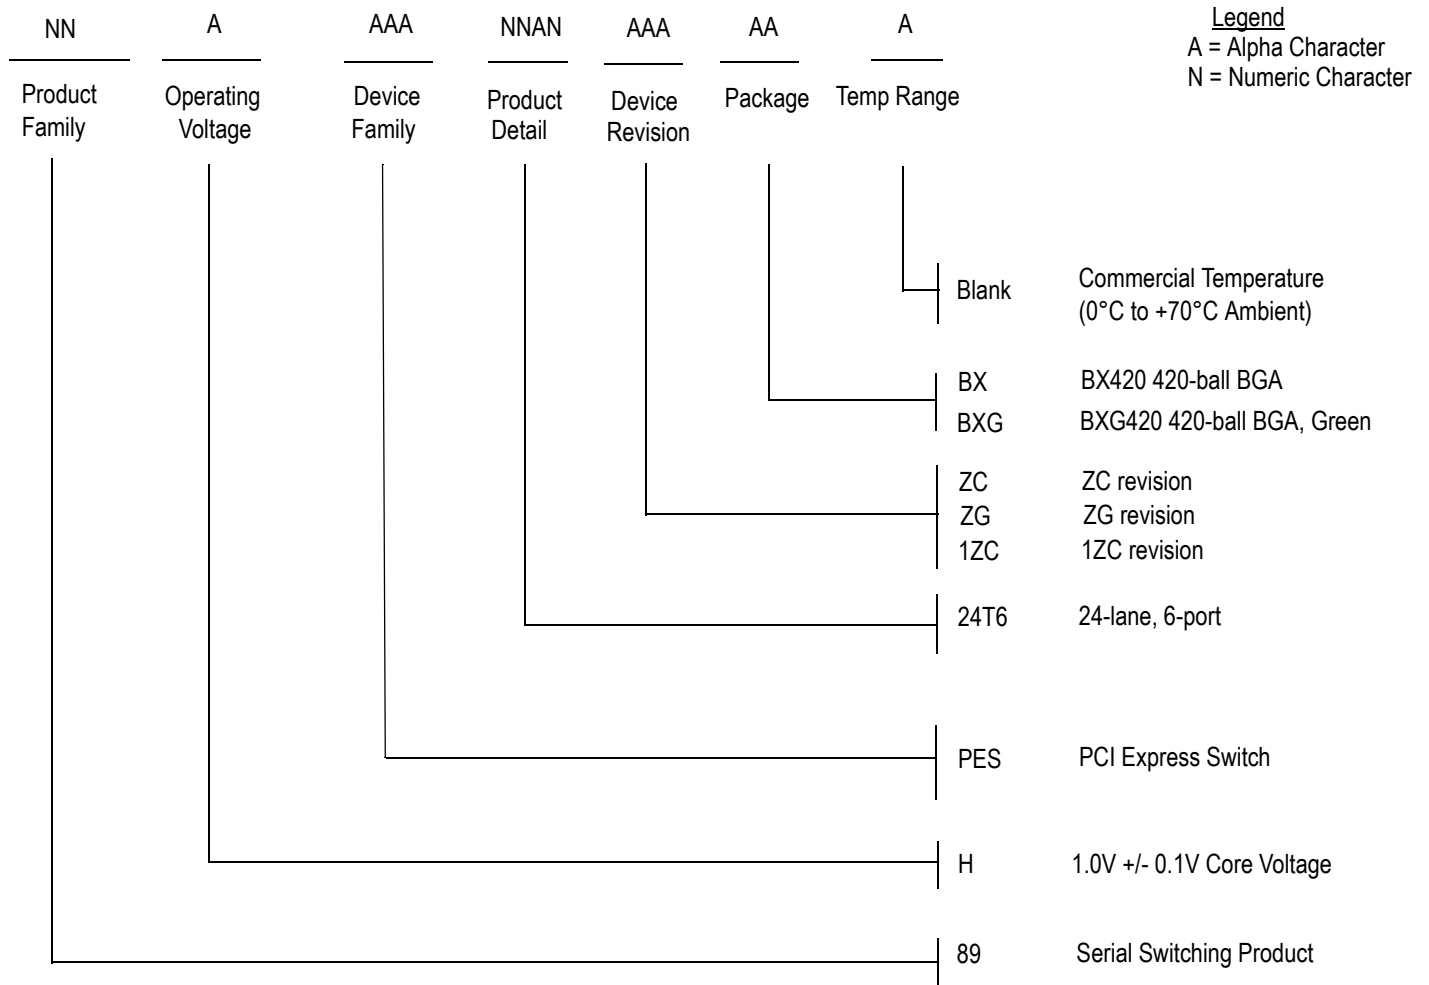 NN A AAA NNAN AAA AA A
Legend
A = Alpha Character
N = Numeric Character
Product Family
Operating Voltage
Device Family
Product Detail
Device Revision
Package
Temp Range
Blank Commercial Temperature
(0°C to +70°C Ambient)
BX BX420 420-ball BGA
BXG BXG420 420-ball BGA, Green
ZC ZC revision
ZG ZG revision
1ZC 1ZC revision
24T6 24-lane, 6-port
PES PCI Express Switch
H 1.0V +/- 0.1V Core Voltage
89 Serial Switching Product